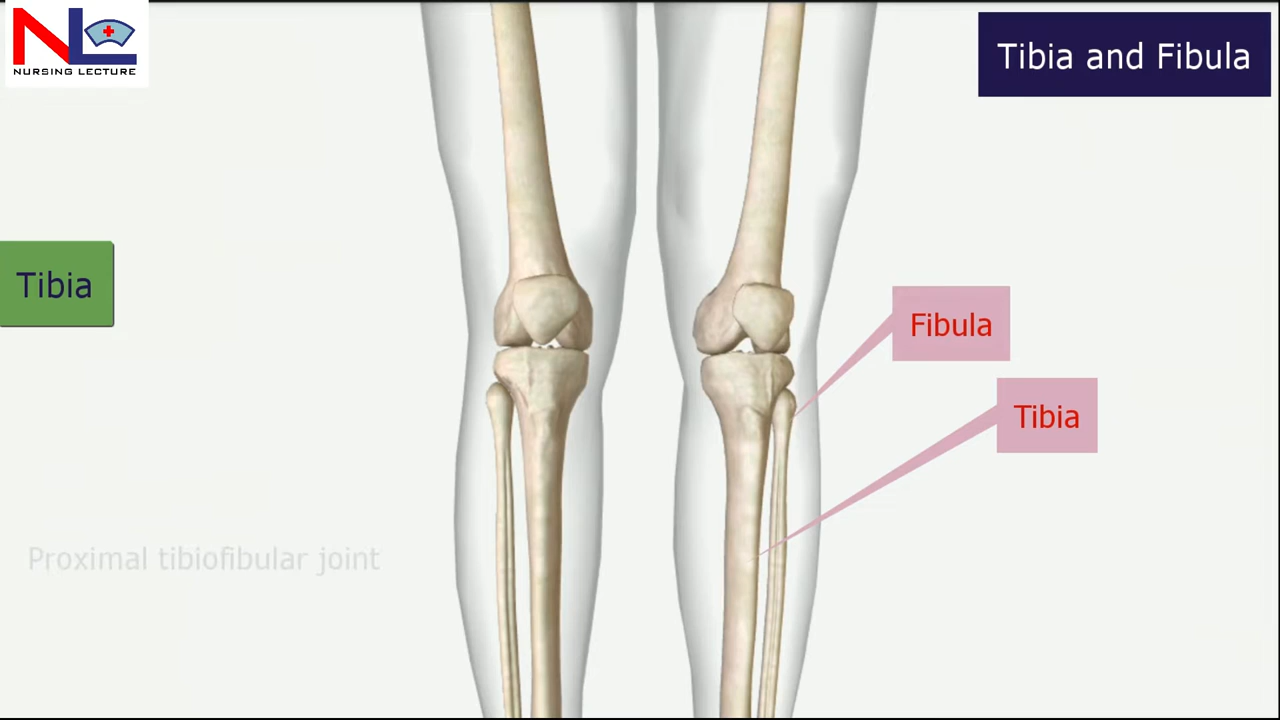 NL
NURSING LECTURE
Tibia and Fibula
Tibia
Fibula
Tibia
Proximal tibiofibular joint